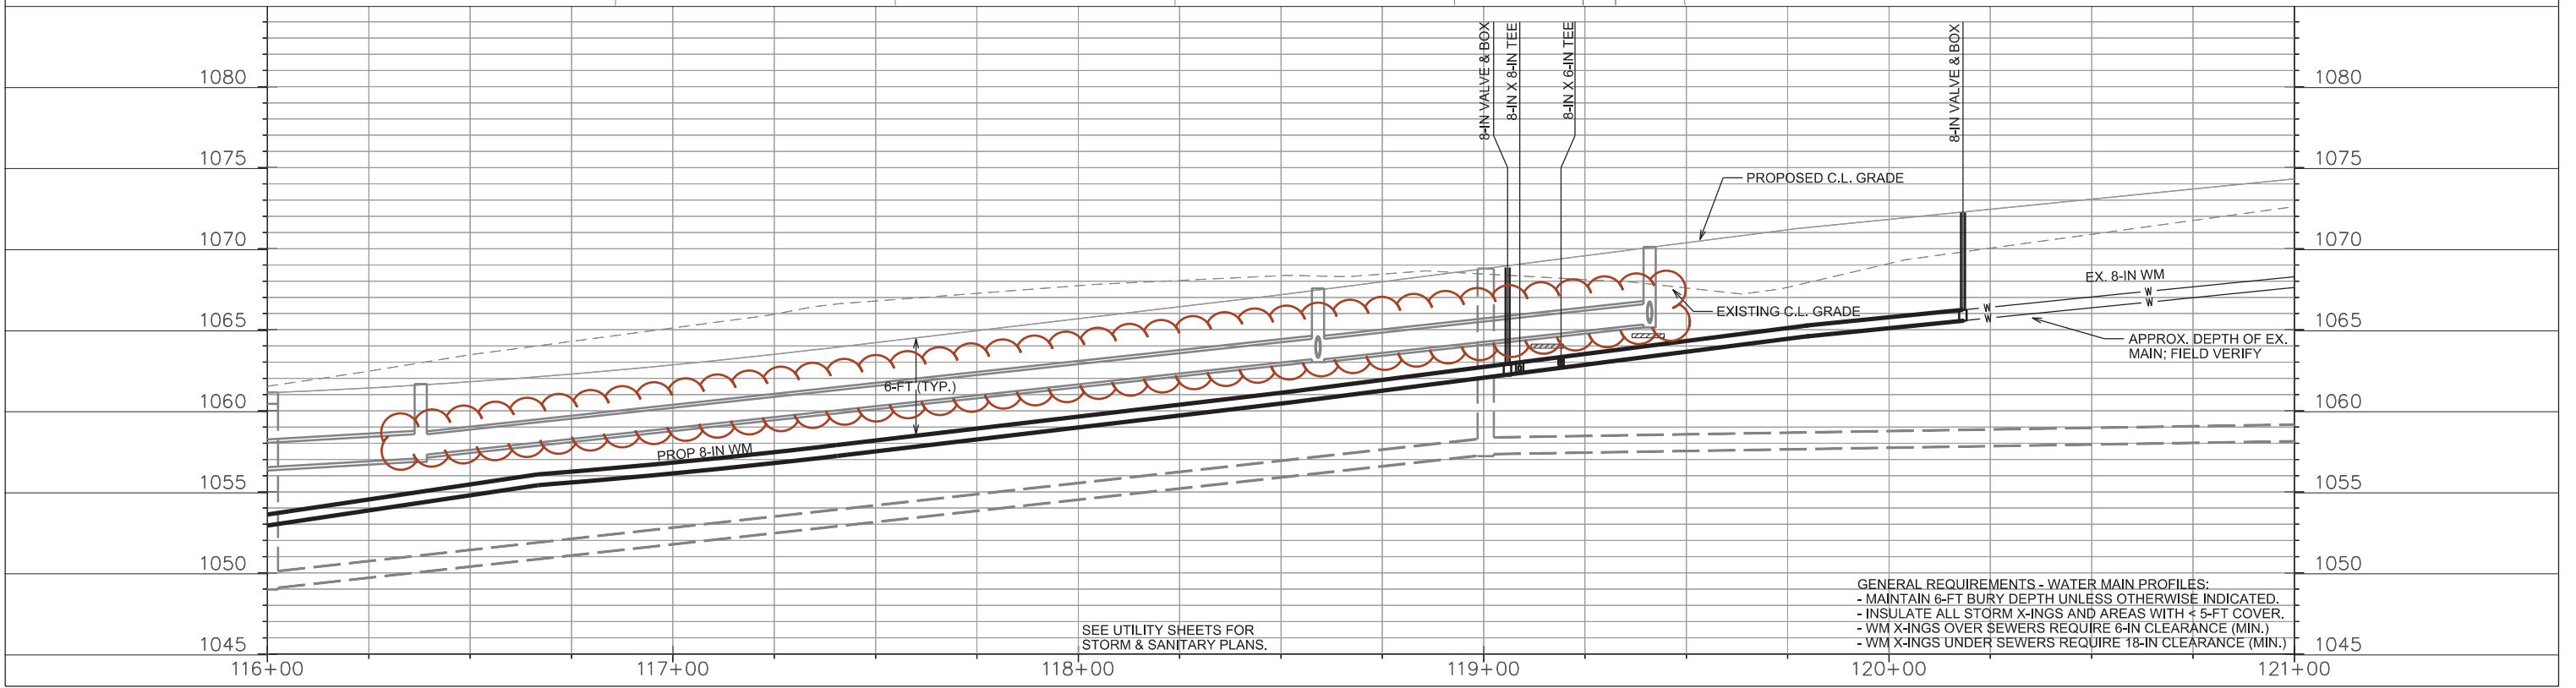 8-IN VALVE & BOX
8-IN X 8-IN TEE
8-IN X 6-IN TEE
8-IN VALVE & BOX
1080
1080
1075
1075
PROPOSED C.L. GRADE
1070
1070
EX. 8-IN WM
W
W
W
W
EXISTING C.L. GRADE
1065
1065
APPROX. DEPTH OF EX.
MAIN; FIELD VERIFY
6-FT (TYP.)
1060
1060
PROP 8-IN WM
1055
1055
1050
1050
GENERAL REQUIREMENTS - WATER MAIN PROFILES:
- MAINTAIN 6-FT BURY DEPTH UNLESS OTHERWISE INDICATED.
- INSULATE ALL STORM X-INGS AND AREAS WITH < 5-FT COVER.
- WM X-INGS OVER SEWERS REQUIRE 6-IN CLEARANCE (MIN.)
- WM X-INGS UNDER SEWERS REQUIRE 18-IN CLEARANCE (MIN.)
SEE UTILITY SHEETS FOR
STORM & SANITARY PLANS.
1045
1045
116+00
117+00
118+00
119+00
120+00
121+00